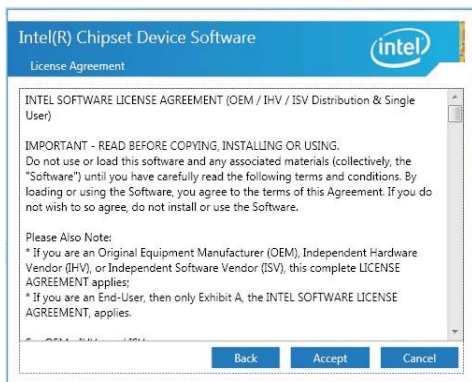 Intel(R) Chipset Device Software
License Agreement
intel
INTEL SOFTWARE LICENSE AGREEMENT (OEM / IHV / ISV Distribution & Single
User)
IMPORTANT - READ BEFORE COPYING, INSTALLING OR USING.
Do not use or load this software and any associated materials (collectively, the
"Software") until you have carefully read the following terms and conditions. By
loading or using the Software, you agree to the terms of this Agreement. If you do
not wish to so agree, do not install or use the Software.
Please Also Note:
* If you are an Original Equipment Manufacturer (OEM), Independent Hardware
Vendor (IHV), or Independent Software Vendor (ISV), this complete LICENSE
AGREEMENT applies;
* If you are an End-User, then only Exhibit A, the INTEL SOFTWARE LICENSE
AGREEMENT, applies.
Back Accept Cancel